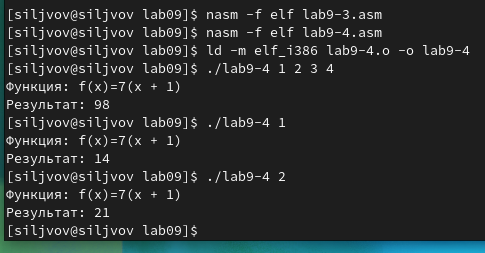 [siljvov@siljvov lab09]$ nasm -f elf lab9-3.asm
[siljvov@siljvov lab09]$ nasm -f elf lab9-4.asm
[siljvov@siljvov lab09]$ ld -m elf_i386 lab9-4.o -o lab9-4
[siljvov@siljvov lab09]$ ./lab9-4 1 2 3 4
Функция: f(x)=7(x + 1)
Результат: 98
[siljvov@siljvov lab09]$ ./lab9-4 1
Функция: f(x)=7(x + 1)
Результат: 14
[siljvov@siljvov lab09]$ ./lab9-4 2
Функция: f(x)=7(x + 1)
Результат: 21
[siljvov@siljvov lab09]$